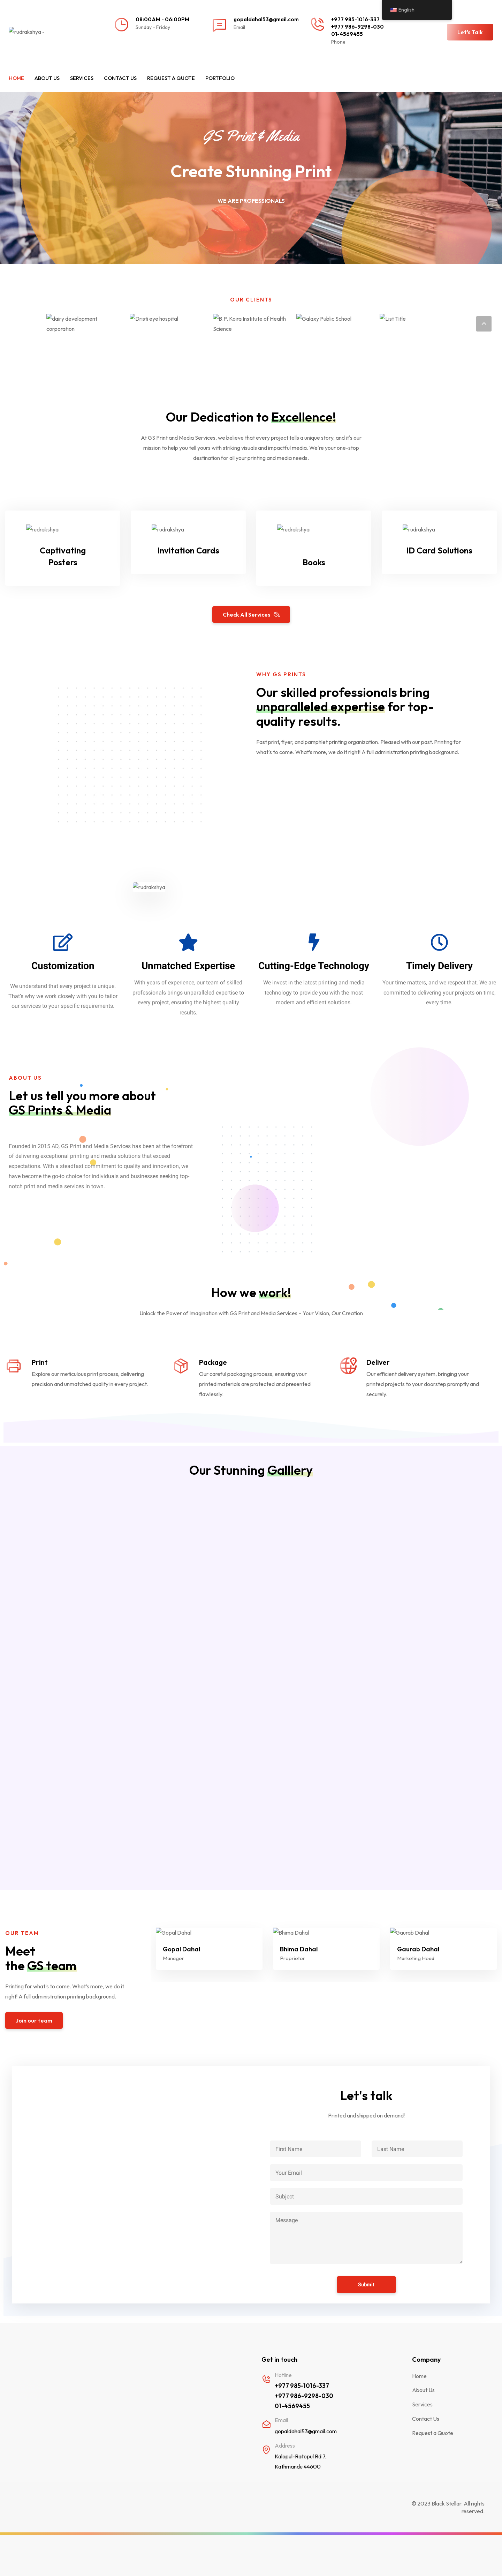 English
rudrakshya -
08:00AM - 06:00PM
Sunday - Friday
gopaldahal53@gmail.com
Email
+977 985-1016-337
+977 986-9298-030
01-4569455
Phone
Let's Talk
HOME
ABOUT US
SERVICES
CONTACT US
REQUEST A QUOTE
PORTFOLIO
GS Print & Media
Create Stunning Print
WE ARE PROFESSIONALS
OUR CLIENTS
dairy development
corporation
Dristi eye hospital
B.P. Koira Institute of Health
Science
Galaxy Public School
List Title
Our Dedication to Excellence!
At GS Print and Media Services, we believe that every project tells a unique story, and it's our
mission to help you tell yours with striking visuals and impactful media. We're your one-stop
destination for all your printing and media needs.
rudrakshya
Captivating
Posters
rudrakshya
Invitation Cards
rudrakshya
Books
rudrakshya
ID Card Solutions
Check All Services
WHY GS PRINTS
Our skilled professionals bring
unparalleled expertise for top-
quality results.
Fast print, flyer, and pamphlet printing organization. Pleased with our past. Printing for
what's to come. What's more, we do it right! A full administration printing background.
rudrakshya
Customization
We understand that every project is unique.
That's why we work closely with you to tailor
our services to your specific requirements.
Unmatched Expertise
With years of experience, our team of skilled
professionals brings unparalleled expertise to
every project, ensuring the highest quality
results.
Cutting-Edge Technology
We invest in the latest printing and media
technology to provide you with the most
modern and efficient solutions.
Timely Delivery
Your time matters, and we respect that. We are
committed to delivering your projects on time,
every time.
ABOUT US
Let us tell you more about
GS Prints & Media
Founded in 2015 AD, GS Print and Media Services has been at the forefront
of delivering exceptional printing and media solutions that exceed
expectations. With a steadfast commitment to quality and innovation, we
have become the go-to choice for individuals and businesses seeking top-
notch print and media services in town.
How we work!
Unlock the Power of Imagination with GS Print and Media Services – Your Vision, Our Creation
Print
Explore our meticulous print process, delivering
precision and unmatched quality in every project.
Package
Our careful packaging process, ensuring your
printed materials are protected and presented
flawlessly.
Deliver
Our efficient delivery system, bringing your
printed projects to your doorstep promptly and
securely.
Our Stunning Galllery
OUR TEAM
Meet
the GS team
Printing for what's to come. What's more, we do it
right! A full administration printing background.
Join our team
Gopal Dahal
Gopal Dahal
Manager
Bhima Dahal
Bhima Dahal
Proprietor
Gaurab Dahal
Gaurab Dahal
Marketing Head
Let's talk
Printed and shipped on demand!
First Name
Last Name
Your Email
Subject
Message
Submit
Get in touch
Hotline
+977 985-1016-337
+977 986-9298-030
01-4569455
Email
gopaldahal53@gmail.com
Address
Kalopul-Ratopul Rd 7,
Kathmandu 44600
Company
Home
About Us
Services
Contact Us
Request a Quote
© 2023 Black Stellar. All rights
reserved.